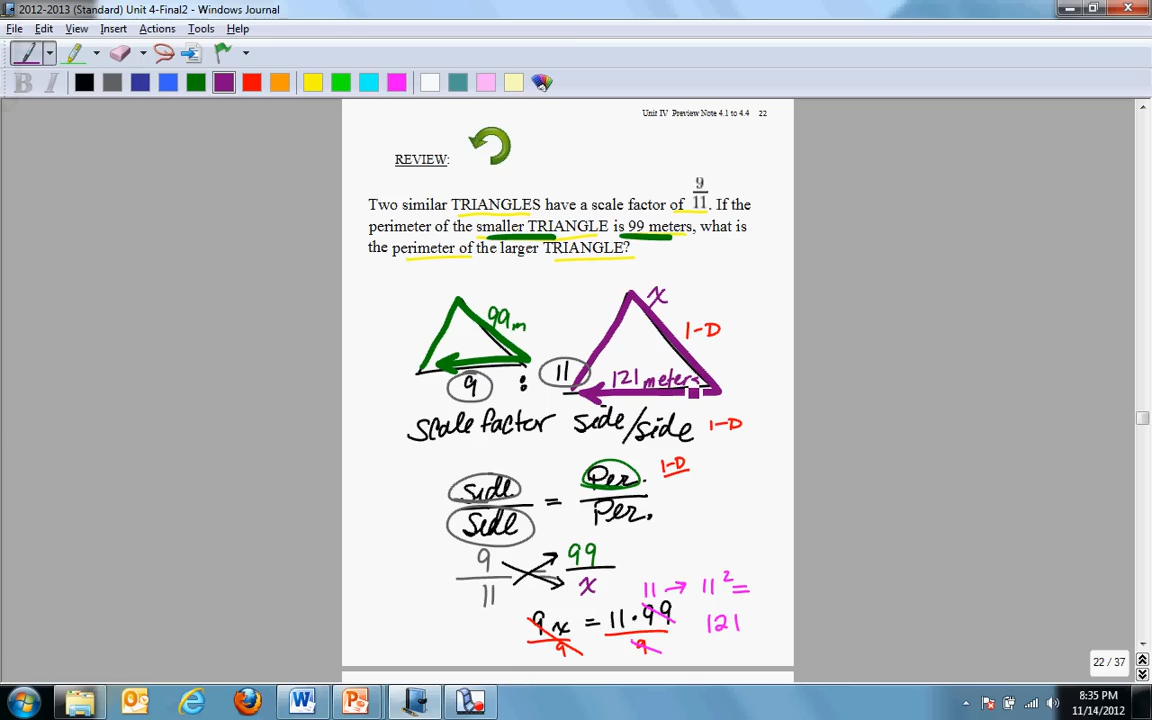 2012-2013 (Standard) Unit 4-Final2 - Windows Journal
File Edit View Insert Actions Tools Help
B I
Unit IV Preview Note 4.1 to 4.4 22
REVIEW:
Two similar TRIANGLES have a scale factor of 9/11. If the
perimeter of the smaller TRIANGLE is 99 meters, what is
the perimeter of the larger TRIANGLE?
x
99m
1-D
11
121 meters
9 :
scale factor side/side 1-D
1-D
side = Per.
side Per.
9 99
11 x
11 → 11² =
9x = 11·99
121
9 9
22 / 37
8:35 PM
11/14/2012